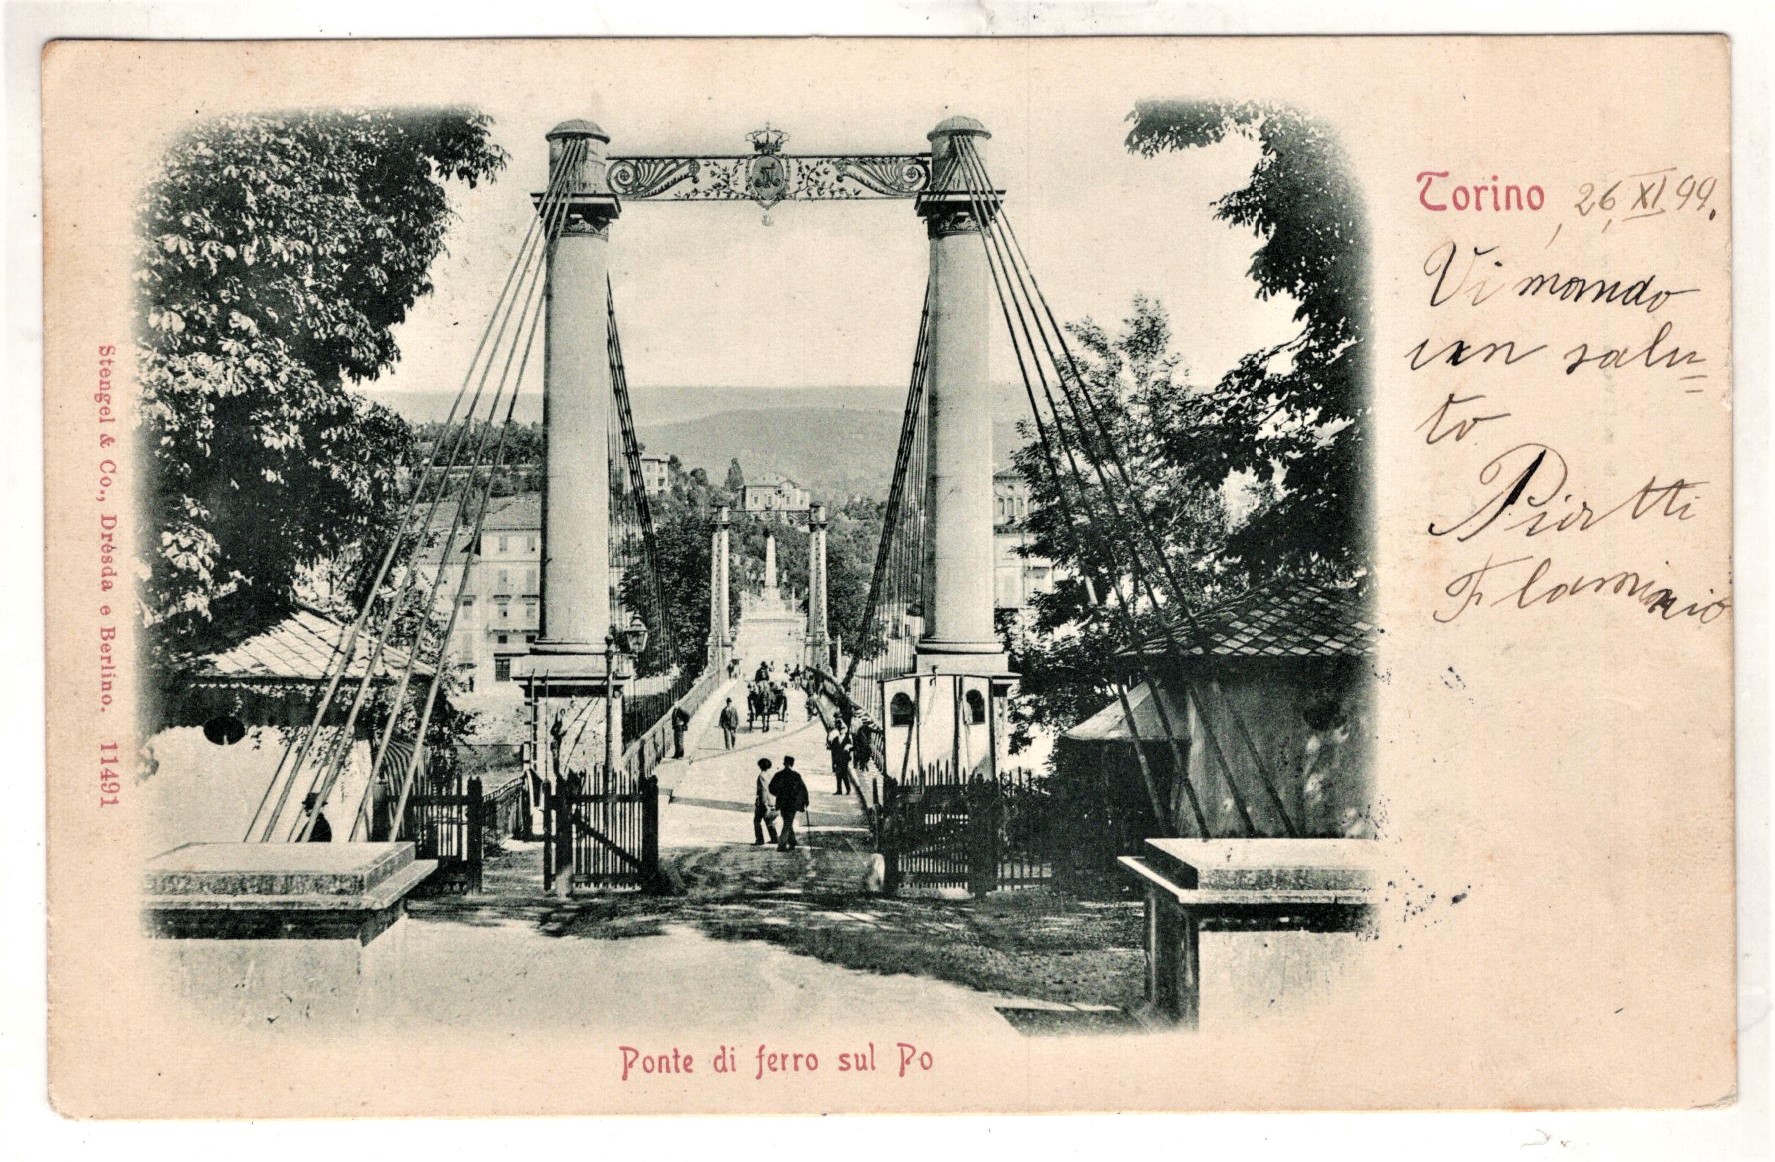 Torino 26, XI, 99.
Vi mando
un salu=
to
Piatti
Flaminio
Stengel & Co., Dresda e Berlino. 11491
Ponte di ferro sul Po